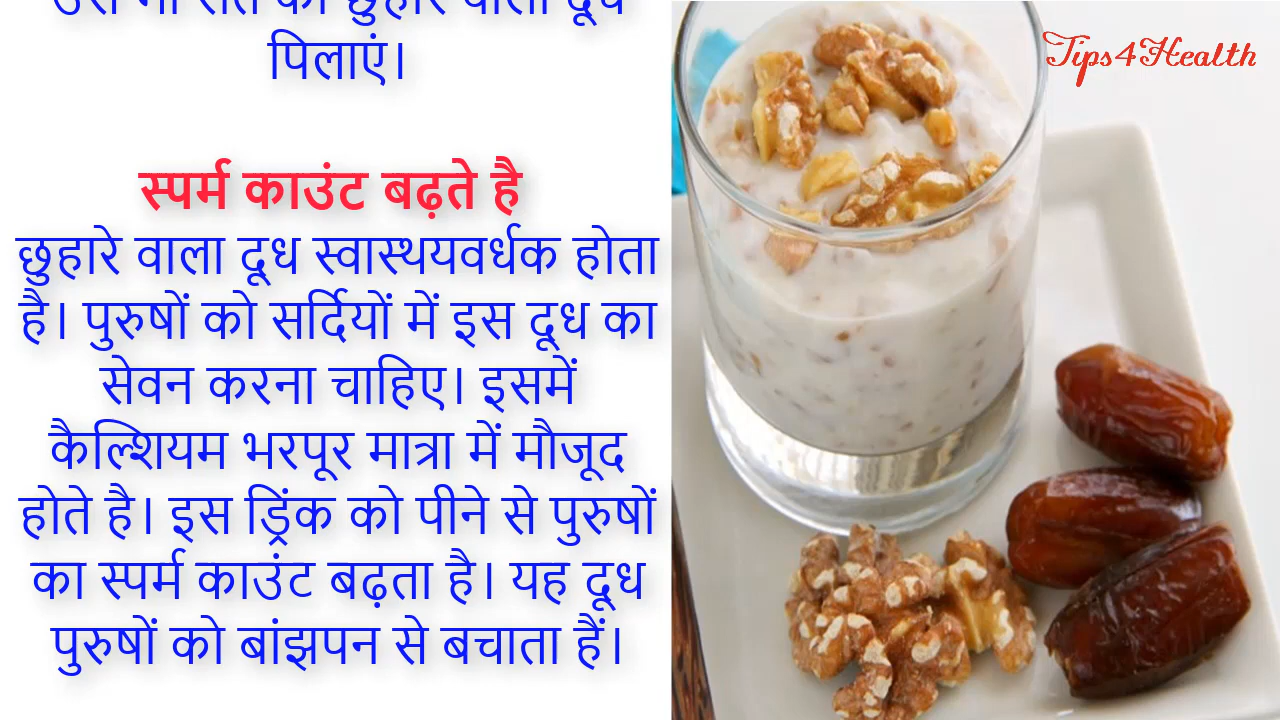 पिलाएं।
स्पर्म काउंट बढ़ते है
छुहारे वाला दूध स्वास्थयवर्धक होता
है। पुरुषों को सर्दियों में इस दूध का
सेवन करना चाहिए। इसमें
कैल्शियम भरपूर मात्रा में मौजूद
होते है। इस ड्रिंक को पीने से पुरुषों
का स्पर्म काउंट बढ़ता है। यह दूध
पुरुषों को बांझपन से बचाता हैं।
Tips4Health